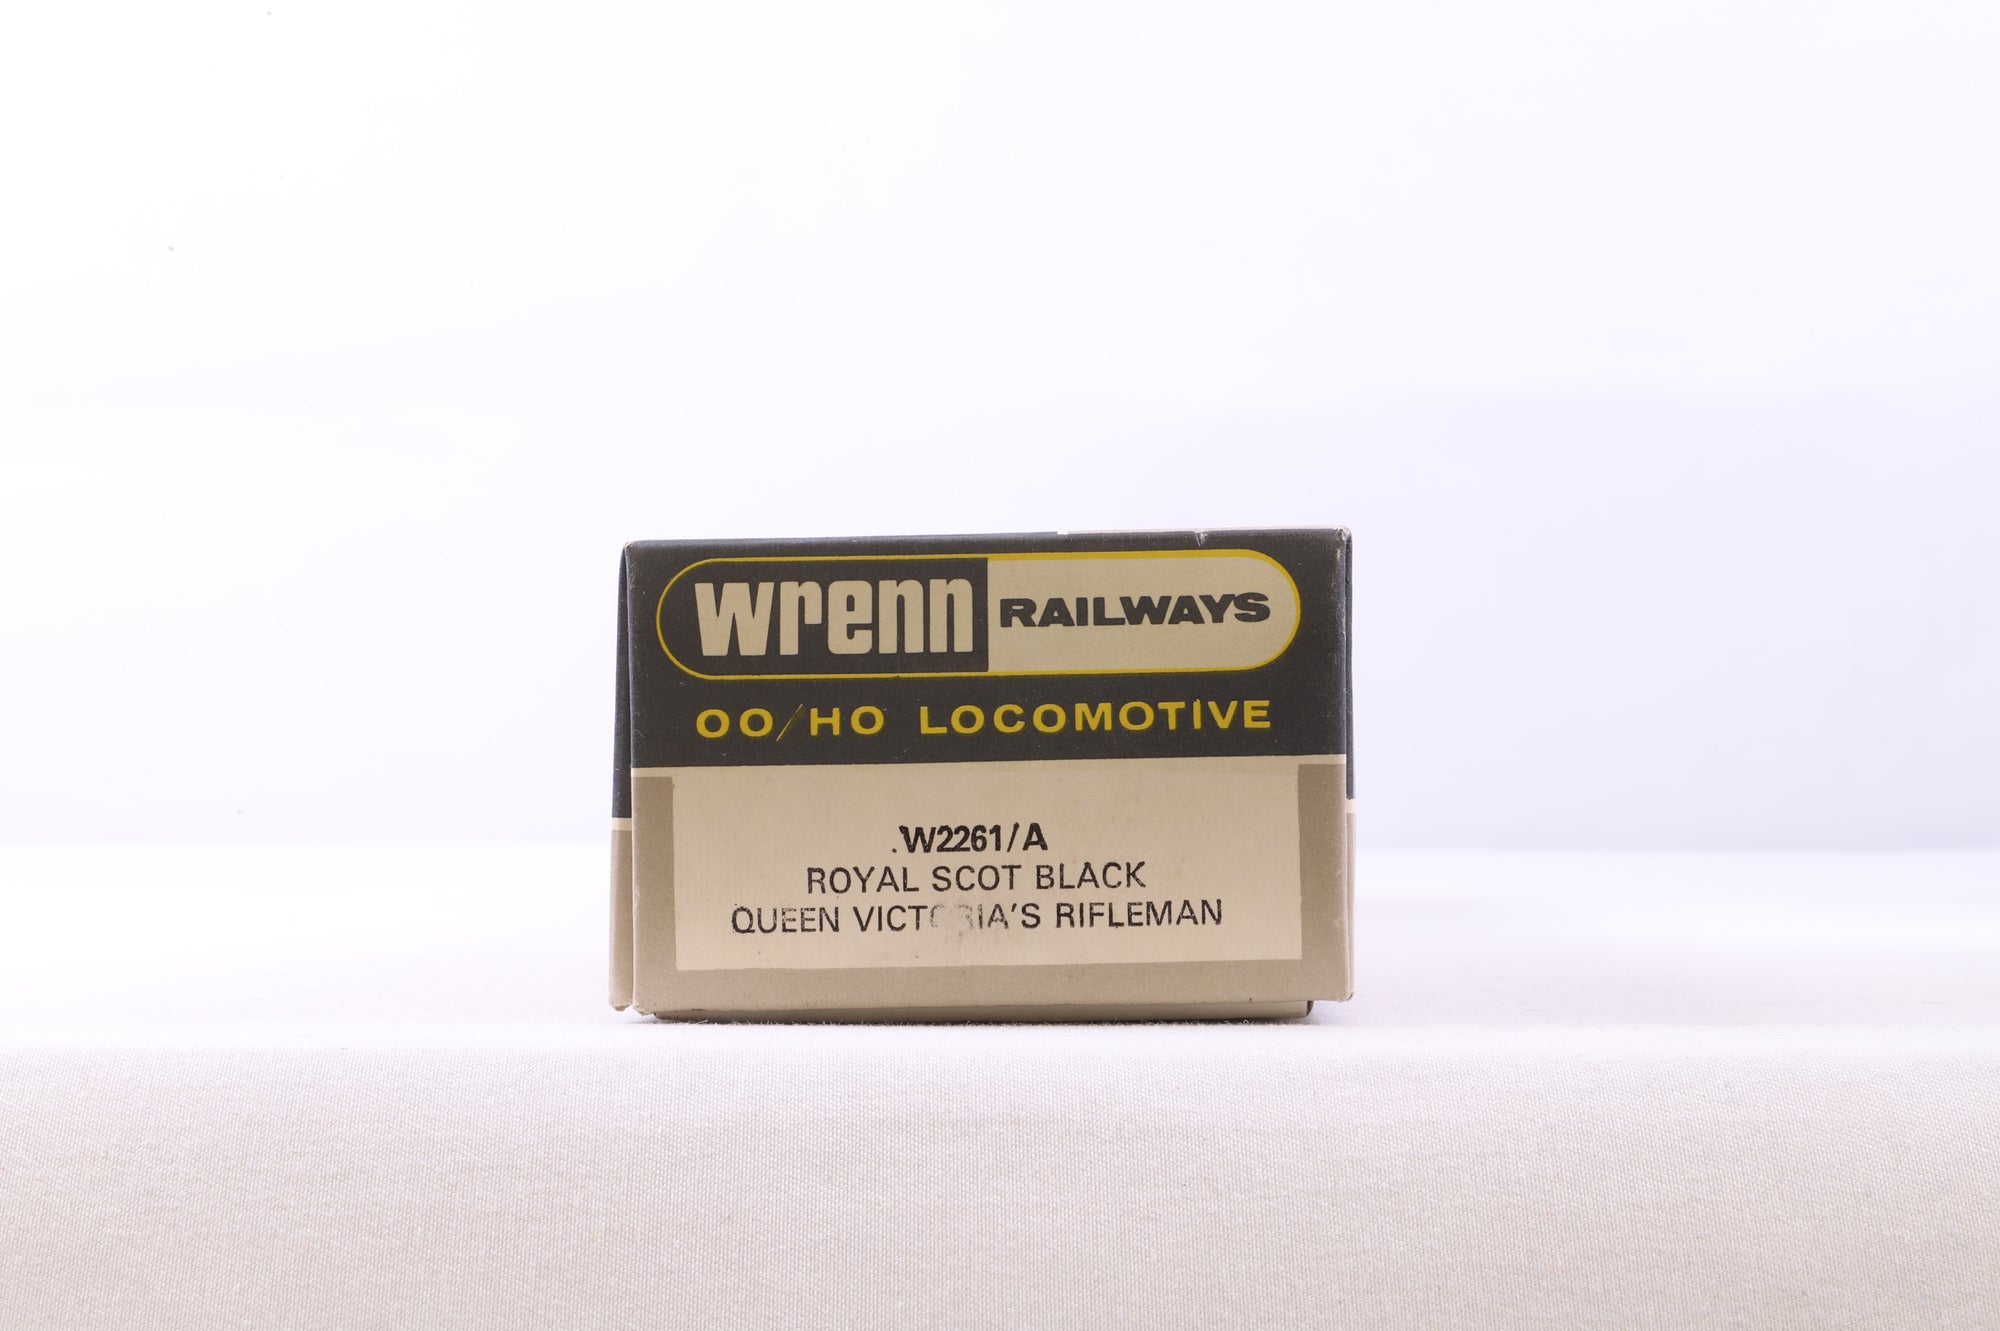 wrenn RAILWAYS
OO/HO LOCOMOTIVE
.W2261/A
ROYAL SCOT BLACK
QUEEN VICTORIA'S RIFLEMAN